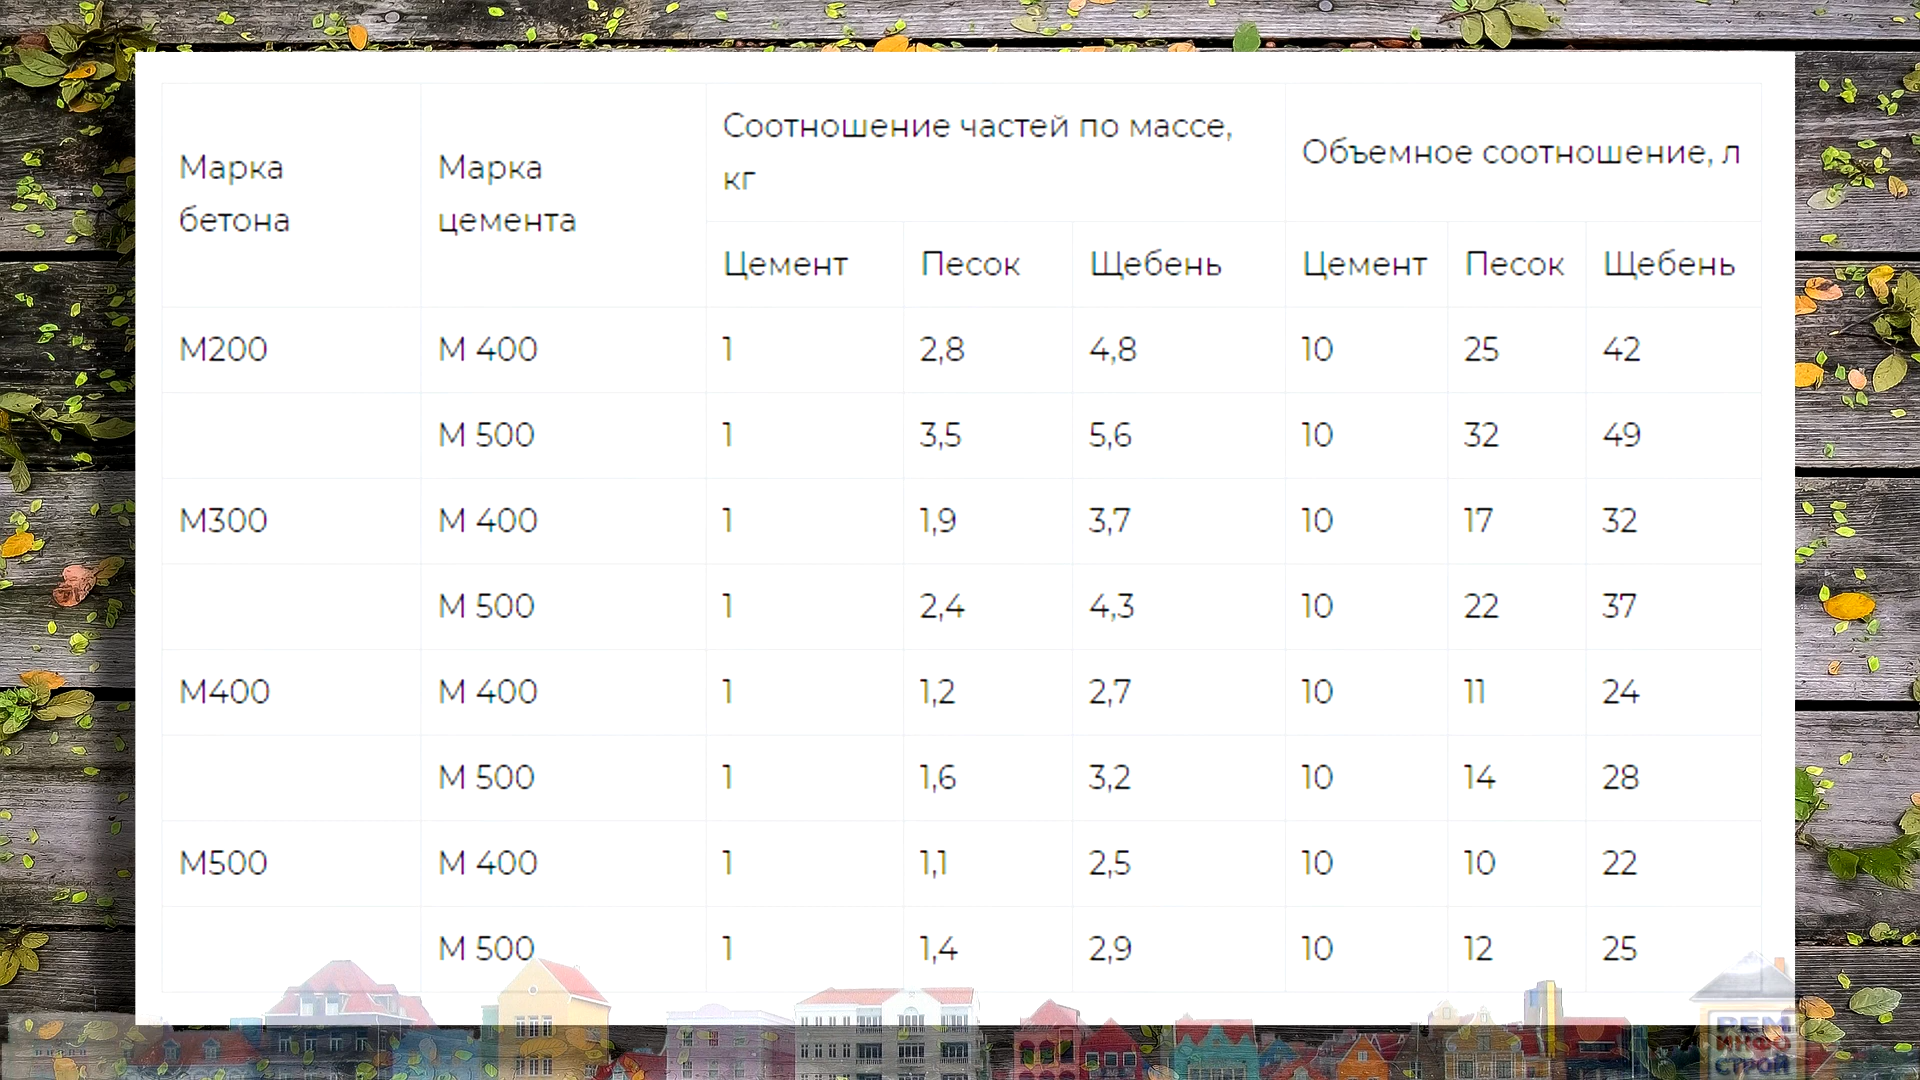 Марка
бетона
Марка
цемента
Соотношение частей по массе,
кг
Объемное соотношение, л
Цемент Песок Щебень Цемент Песок Щебень
М200 М 400 1 2,8 4,8 10 25 42
М 500 1 3,5 5,6 10 32 49
М300 М 400 1 1,9 3,7 10 17 32
М 500 1 2,4 4,3 10 22 37
М400 М 400 1 1,2 2,7 10 11 24
М 500 1 1,6 3,2 10 14 28
М500 М 400 1 1,1 2,5 10 10 22
М 500 1 1,4 2,9 10 12 25
РЕМ
ИНФО
СТРОЙ